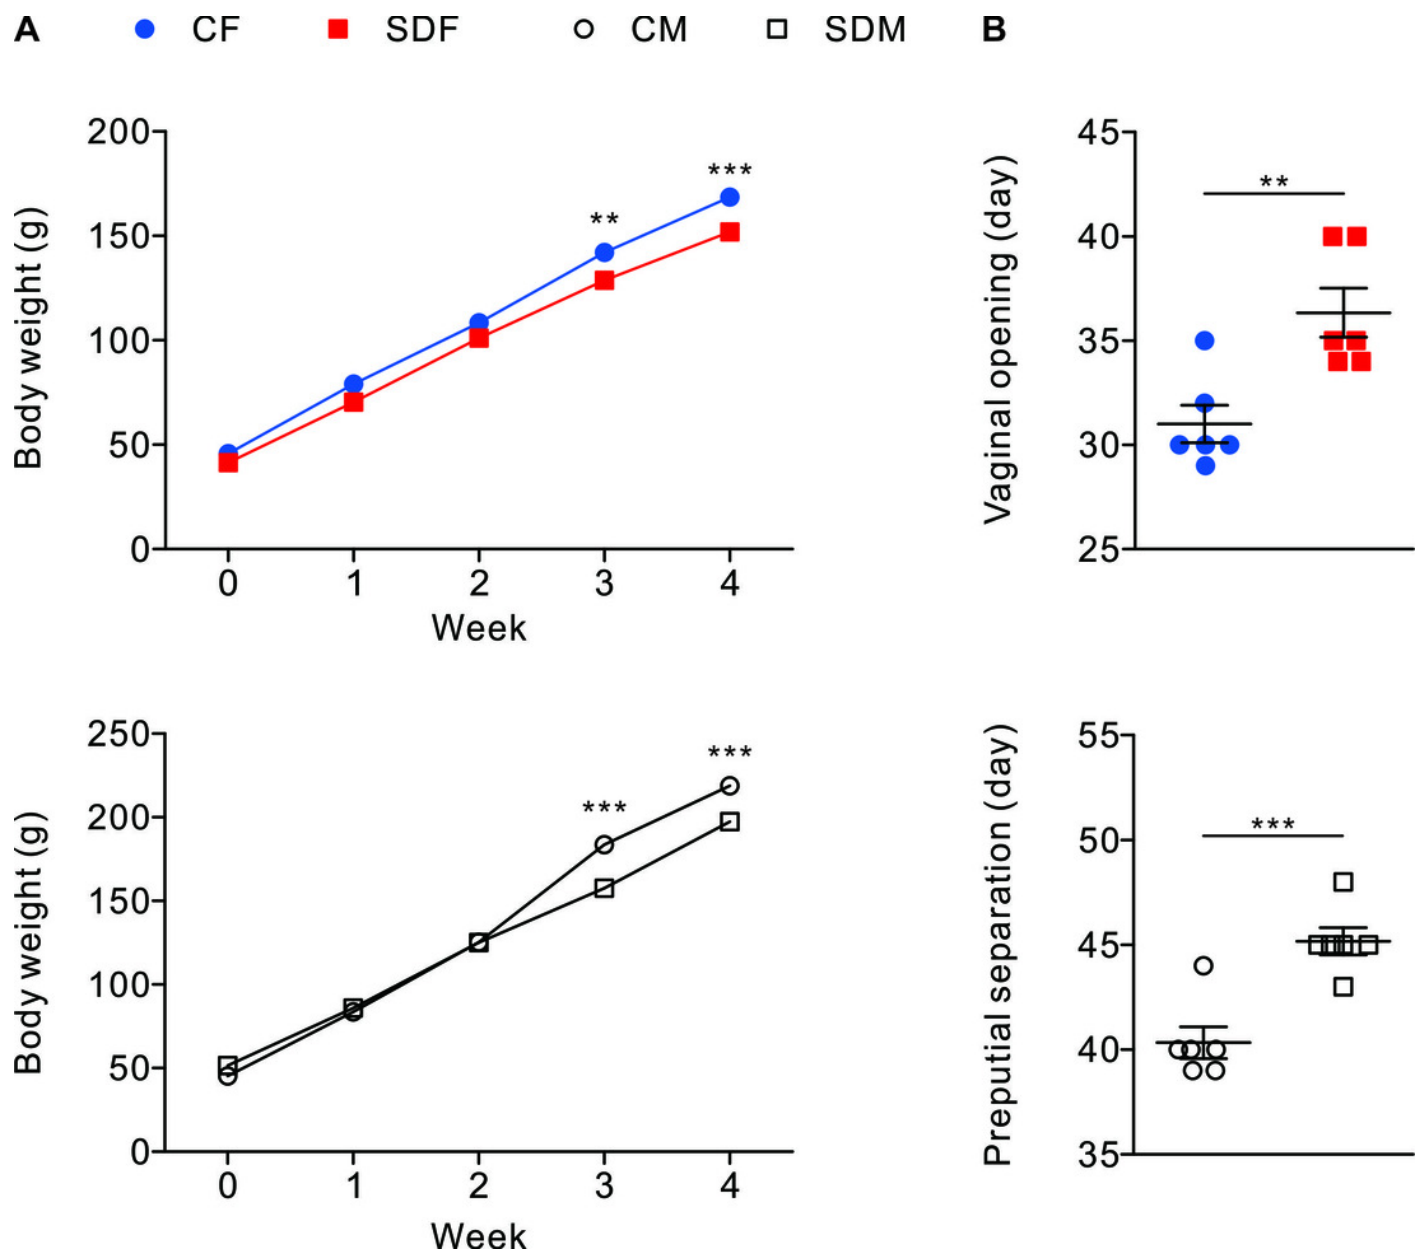 A CF SDF CM SDM B
Body weight (g)
200
150
100
50
0
** ***
0 1 2 3 4
Week
Vaginal opening (day)
45
40
35
30
25
**
Body weight (g)
250
200
150
100
50
0
*** ***
0 1 2 3 4
Week
Preputial separation (day)
55
50
45
40
35
***